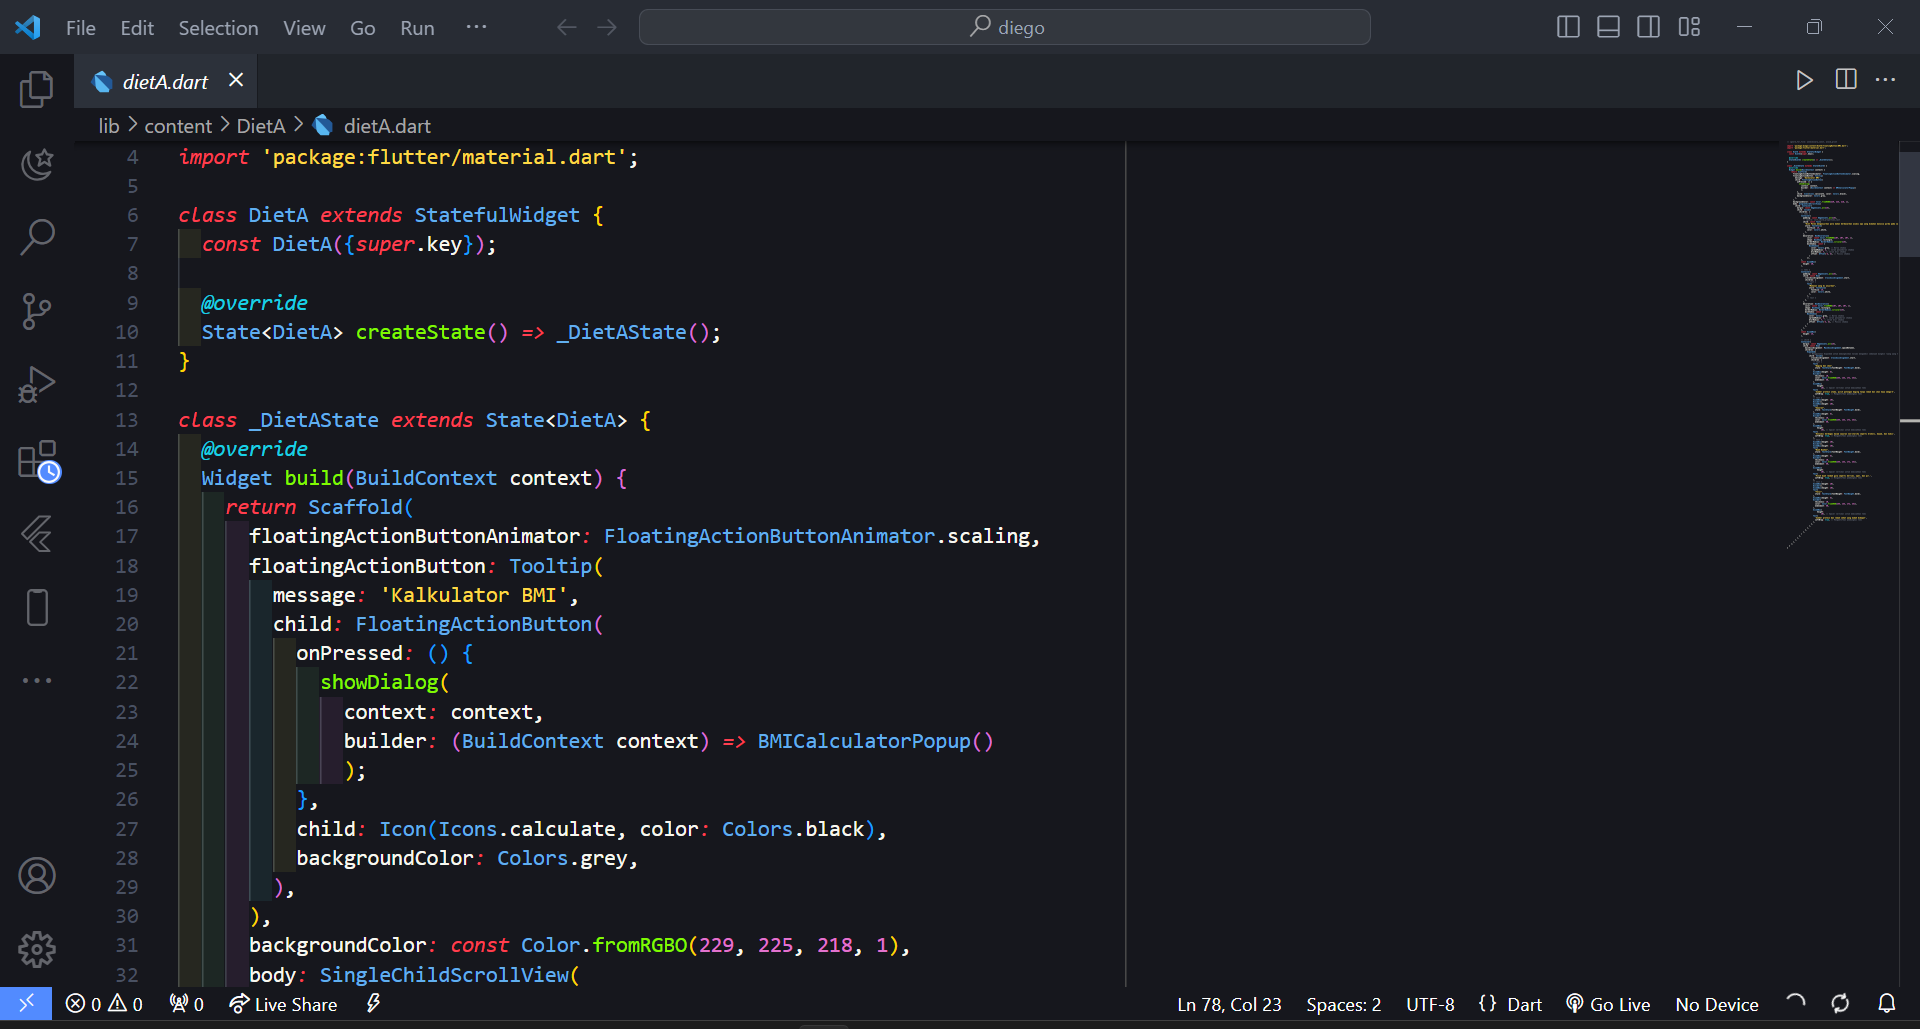 File Edit Selection View Go Run ··· diego
dietA.dart
lib > content > DietA > dietA.dart
4 import 'package:flutter/material.dart';
5
6 class DietA extends StatefulWidget {
7 const DietA({super.key});
8
9 @override
10 State<DietA> createState() => _DietAState();
11 }
12
13 class _DietAState extends State<DietA> {
14 @override
15 Widget build(BuildContext context) {
16 return Scaffold(
17 floatingActionButtonAnimator: FloatingActionButtonAnimator.scaling,
18 floatingActionButton: Tooltip(
19 message: 'Kalkulator BMI',
20 child: FloatingActionButton(
21 onPressed: () {
22 showDialog(
23 context: context,
24 builder: (BuildContext context) => BMICalculatorPopup()
25 );
26 },
27 child: Icon(Icons.calculate, color: Colors.black),
28 backgroundColor: Colors.grey,
29 ),
30 ),
31 backgroundColor: const Color.fromRGBO(229, 225, 218, 1),
32 body: SingleChildScrollView(
0 0 0 Live Share Ln 78, Col 23 Spaces: 2 UTF-8 {} Dart Go Live No Device